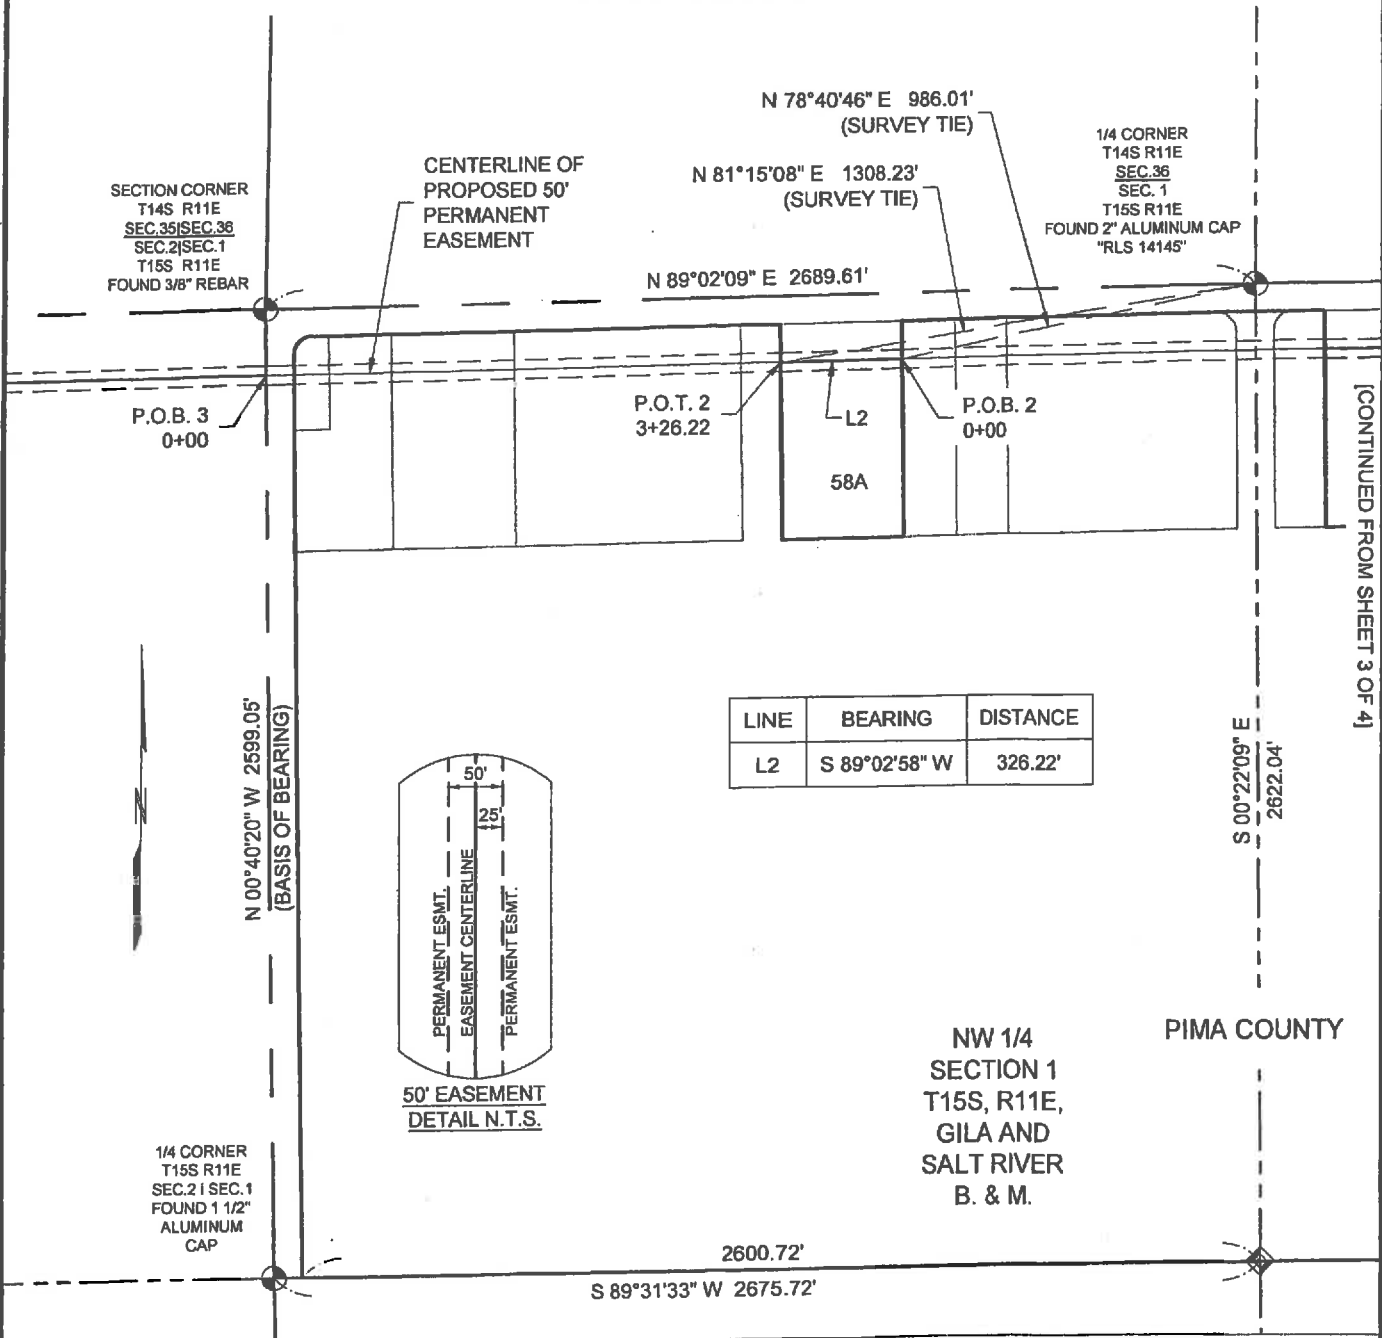 N 78°40'46" E 986.01'
(SURVEY TIE)
1/4 CORNER
T14S R11E
SEC.36
SEC. 1
T15S R11E
FOUND 2" ALUMINUM CAP
"RLS 14145"
CENTERLINE OF
PROPOSED 50'
PERMANENT
EASEMENT
N 81°15'08" E 1308.23'
(SURVEY TIE)
SECTION CORNER
T14S R11E
SEC.35|SEC.36
SEC.2|SEC.1
T15S R11E
FOUND 3/8" REBAR
N 89°02'09" E 2689.61'
P.O.B. 3
0+00
P.O.T. 2
3+26.22
L2
P.O.B. 2
0+00
58A
[CONTINUED FROM SHEET 3 OF 4]
LINE BEARING DISTANCE
L2 S 89°02'58" W 326.22'
N 00°40'20" W 2599.05'
(BASIS OF BEARING)
S 00°22'09" E
2622.04'
N
50'
25'
PERMANENT ESMT.
EASEMENT CENTERLINE
PERMANENT ESMT.
50' EASEMENT
DETAIL N.T.S.
NW 1/4
SECTION 1
T15S, R11E,
GILA AND
SALT RIVER
B. & M.
PIMA COUNTY
1/4 CORNER
T15S R11E
SEC.2 | SEC.1
FOUND 1 1/2"
ALUMINUM
CAP
2600.72'
S 89°31'33" W 2675.72'